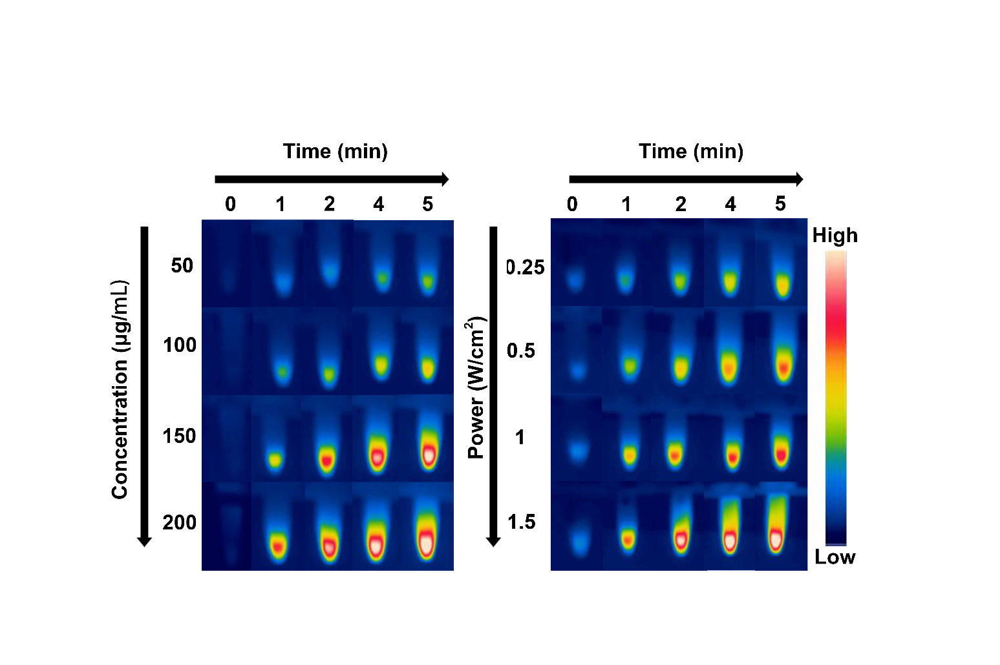 Time (min)
0 1 2 4 5
Concentration (µg/mL)
50
100
150
200
Time (min)
0 1 2 4 5
Power (W/cm²)
0.25
0.5
1
1.5
High
Low